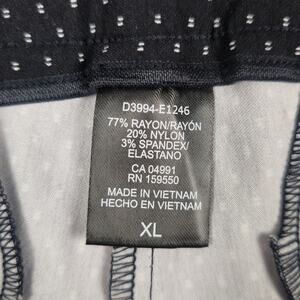 D3994-E1246
77% RAYON/RAYÓN
20% NYLON
3% SPANDEX/
ELASTANO
CA 04991
RN 159550
MADE IN VIETNAM
HECHO EN VIETNAM
XL